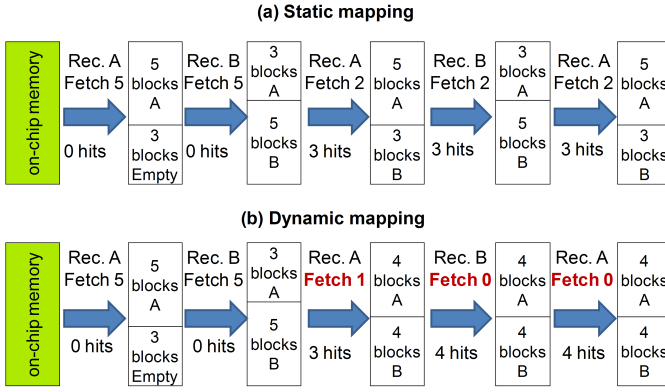 (a) Static mapping
on-chip memory
Rec. A
Fetch 5
0 hits
5
blocks
A
3
blocks
Empty
Rec. B
Fetch 5
0 hits
3
blocks
A
5
blocks
B
Rec. A
Fetch 2
3 hits
5
blocks
A
3
blocks
B
Rec. B
Fetch 2
3 hits
3
blocks
A
5
blocks
B
Rec. A
Fetch 2
3 hits
5
blocks
A
3
blocks
B
(b) Dynamic mapping
on-chip memory
Rec. A
Fetch 5
0 hits
5
blocks
A
3
blocks
Empty
Rec. B
Fetch 5
0 hits
3
blocks
A
5
blocks
B
Rec. A
Fetch 1
3 hits
4
blocks
A
4
blocks
B
Rec. B
Fetch 0
4 hits
4
blocks
A
4
blocks
B
Rec. A
Fetch 0
4 hits
4
blocks
A
4
blocks
B